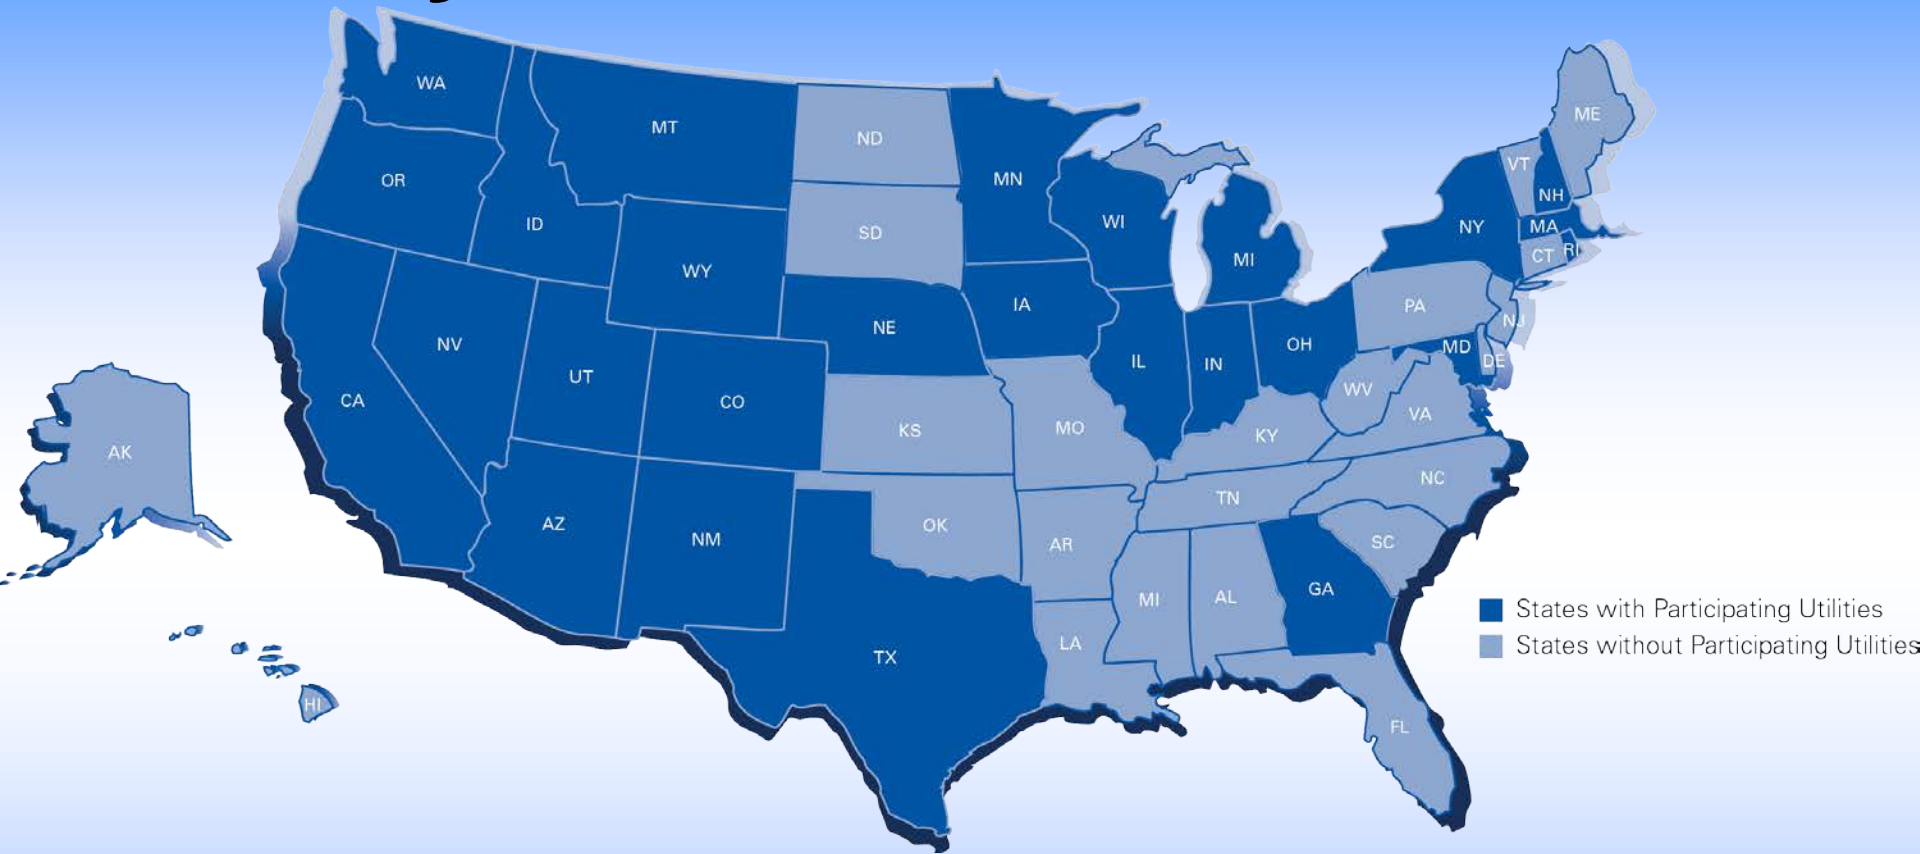 WA
MT
ND
ME
OR
MN
VT
NH
ID
SD
WI
NY
MA
CT
RI
WY
MI
IA
PA
NE
NJ
NV
UT
IL
IN
OH
MD
DE
CA
CO
WV
KS
MO
KY
VA
AK
AZ
NM
OK
AR
TN
NC
SC
MI
AL
GA
States with Participating Utilities
LA
States without Participating Utilities
TX
HI
FL